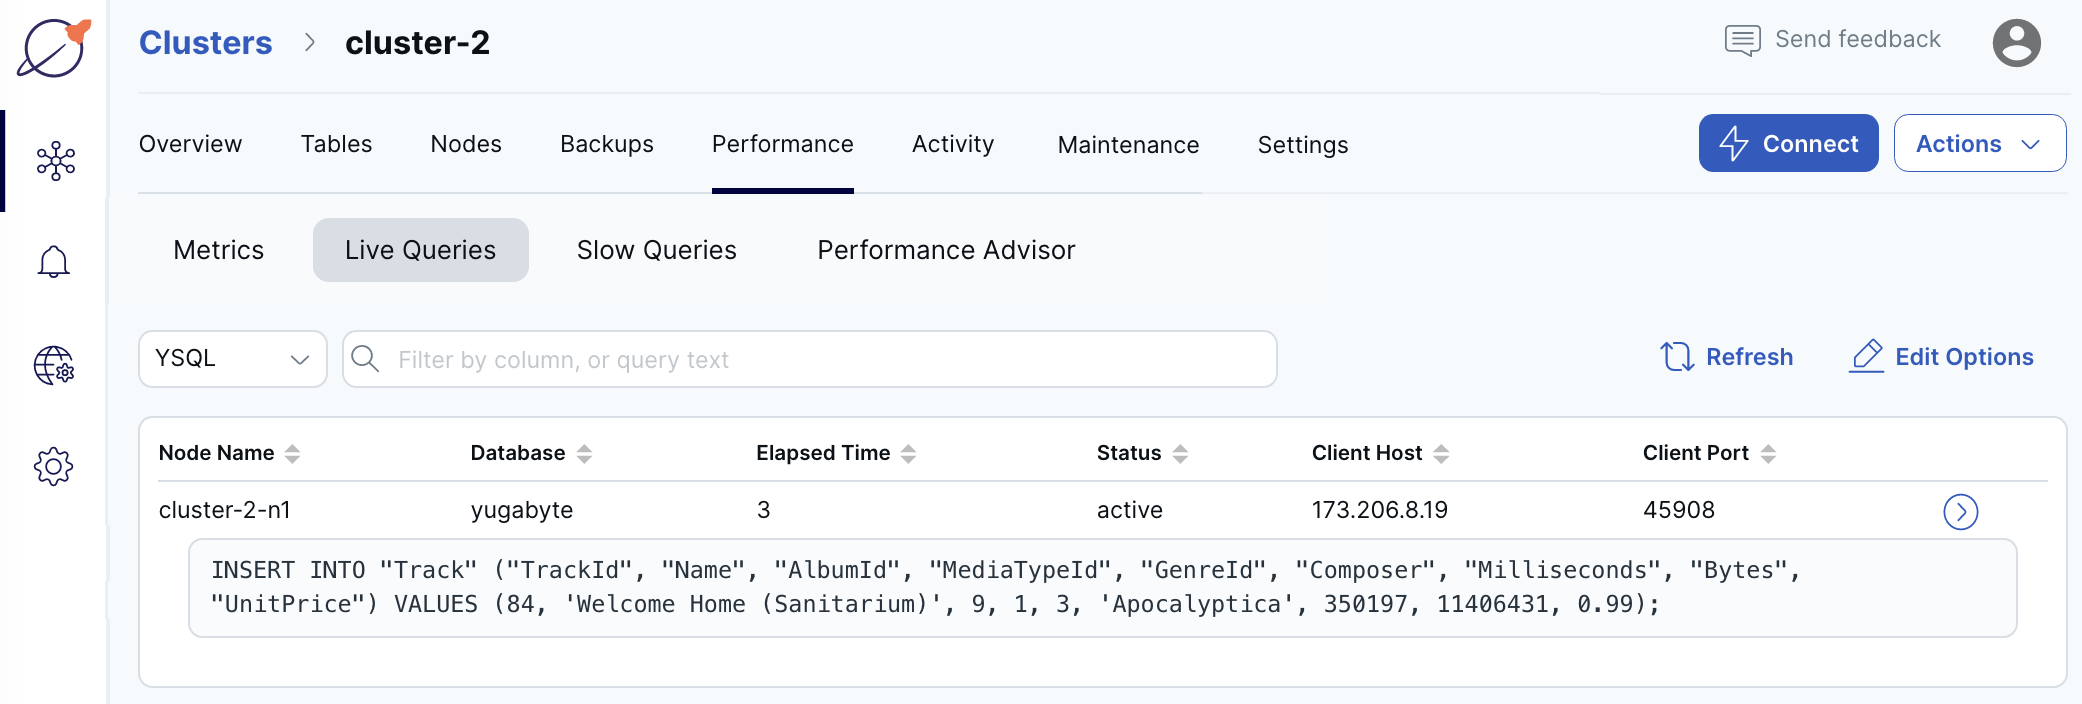 Clusters > cluster-2
Send feedback
Overview Tables Nodes Backups Performance Activity Maintenance Settings
Connect Actions
Metrics Live Queries Slow Queries Performance Advisor
YSQL Filter by column, or query text
Refresh Edit Options
Node Name Database Elapsed Time Status Client Host Client Port
cluster-2-n1 yugabyte 3 active 173.206.8.19 45908
INSERT INTO "Track" ("TrackId", "Name", "AlbumId", "MediaTypeId", "GenreId", "Composer", "Milliseconds", "Bytes",
"UnitPrice") VALUES (84, 'Welcome Home (Sanitarium)', 9, 1, 3, 'Apocalyptica', 350197, 11406431, 0.99);